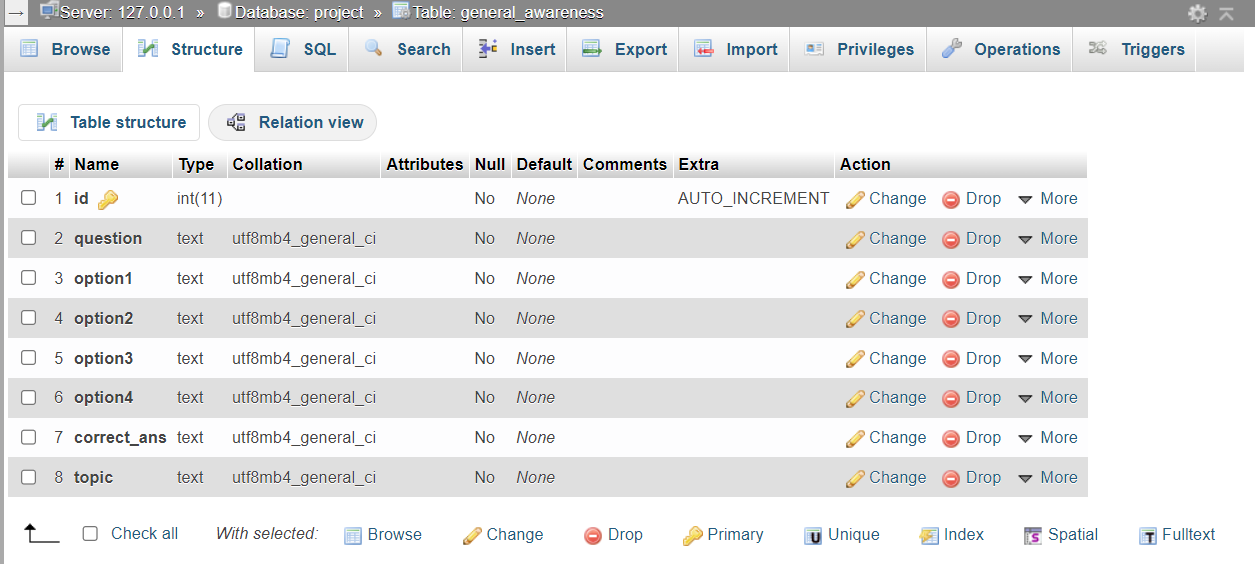 → Server: 127.0.0.1 » Database: project » Table: general_awareness
Browse Structure SQL Search Insert Export Import Privileges Operations Triggers
Table structure Relation view
# Name Type Collation Attributes Null Default Comments Extra Action
1 id int(11) No None AUTO_INCREMENT Change Drop More
2 question text utf8mb4_general_ci No None Change Drop More
3 option1 text utf8mb4_general_ci No None Change Drop More
4 option2 text utf8mb4_general_ci No None Change Drop More
5 option3 text utf8mb4_general_ci No None Change Drop More
6 option4 text utf8mb4_general_ci No None Change Drop More
7 correct_ans text utf8mb4_general_ci No None Change Drop More
8 topic text utf8mb4_general_ci No None Change Drop More
Check all With selected: Browse Change Drop Primary Unique Index Spatial Fulltext